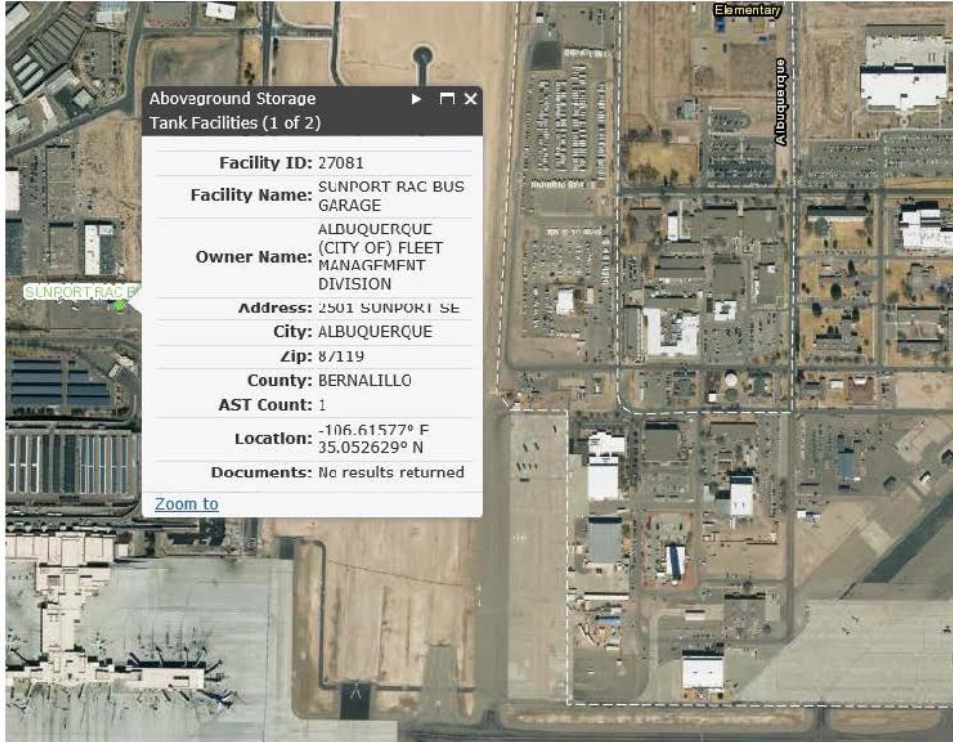 Elementary
Albuquerque
Aboveground Storage
Tank Facilities (1 of 2)
Facility ID: 27081
Facility Name: SUNPORT RAC BUS
GARAGE
Owner Name: ALBUQUERQUE
(CITY OF) FLEET
MANAGEMENT
DIVISION
Address: 2501 SUNPORT SE
City: ALBUQUERQUE
Zip: 87119
County: BERNALILLO
AST Count: 1
Location: -106.61577° E
35.052629° N
Documents: No results returned
Zoom to
SUNPORT RAC B